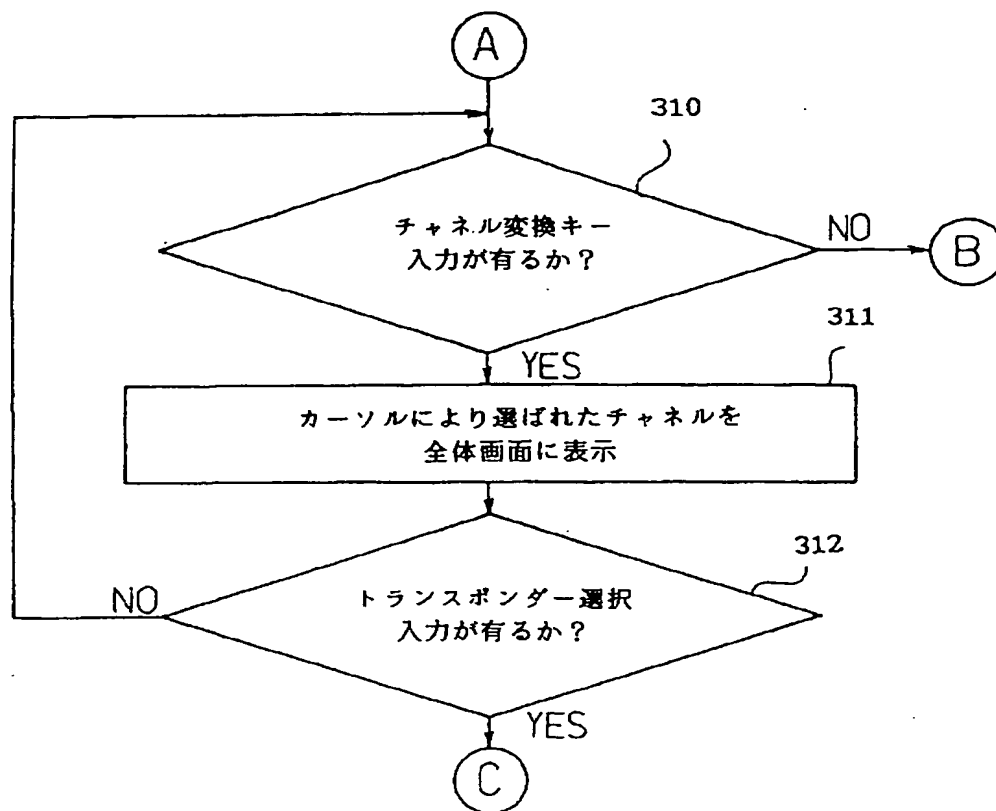 A
310
チャネル変換キー
入力が有るか？
NO
B
YES
311
カーソルにより選ばれたチャネルを
全体画面に表示
312
トランスポンダー選択
入力が有るか？
NO
YES
C